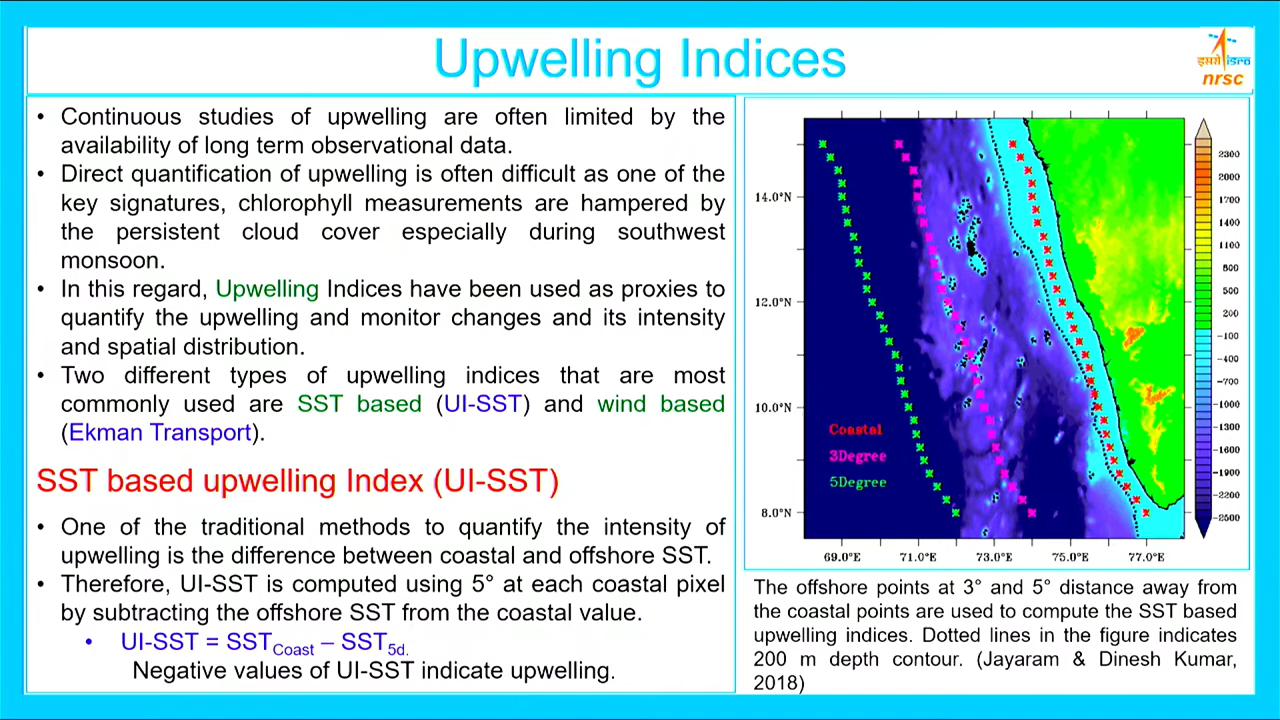 Upwelling Indices
इसरो isro
nrsc
• Continuous studies of upwelling are often limited by the
availability of long term observational data.
• Direct quantification of upwelling is often difficult as one of the
key signatures, chlorophyll measurements are hampered by
the persistent cloud cover especially during southwest
monsoon.
• In this regard, Upwelling Indices have been used as proxies to
quantify the upwelling and monitor changes and its intensity
and spatial distribution.
• Two different types of upwelling indices that are most
commonly used are SST based (UI-SST) and wind based
(Ekman Transport).
SST based upwelling Index (UI-SST)
• One of the traditional methods to quantify the intensity of
upwelling is the difference between coastal and offshore SST.
• Therefore, UI-SST is computed using 5° at each coastal pixel
by subtracting the offshore SST from the coastal value.
• UI-SST = SSTCoast – SST5d.
Negative values of UI-SST indicate upwelling.
14.0°N
12.0°N
10.0°N
8.0°N
69.0°E 71.0°E 73.0°E 75.0°E 77.0°E
Coastal
3Degree
5Degree
2300
2000
1700
1400
1100
800
500
200
-100
-400
-700
-1000
-1300
-1600
-1900
-2200
-2500
The offshore points at 3° and 5° distance away from
the coastal points are used to compute the SST based
upwelling indices. Dotted lines in the figure indicates
200 m depth contour. (Jayaram & Dinesh Kumar,
2018)